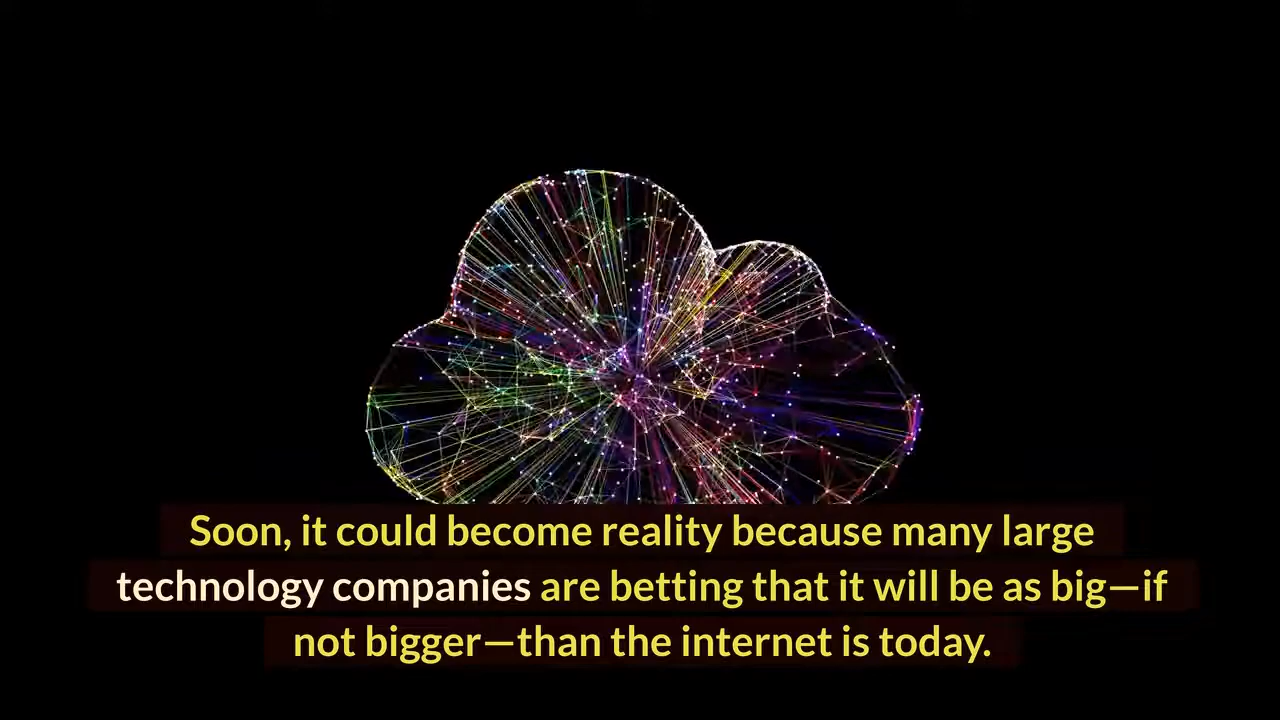 Soon, it could become reality because many large
technology companies are betting that it will be as big—if
not bigger—than the internet is today.